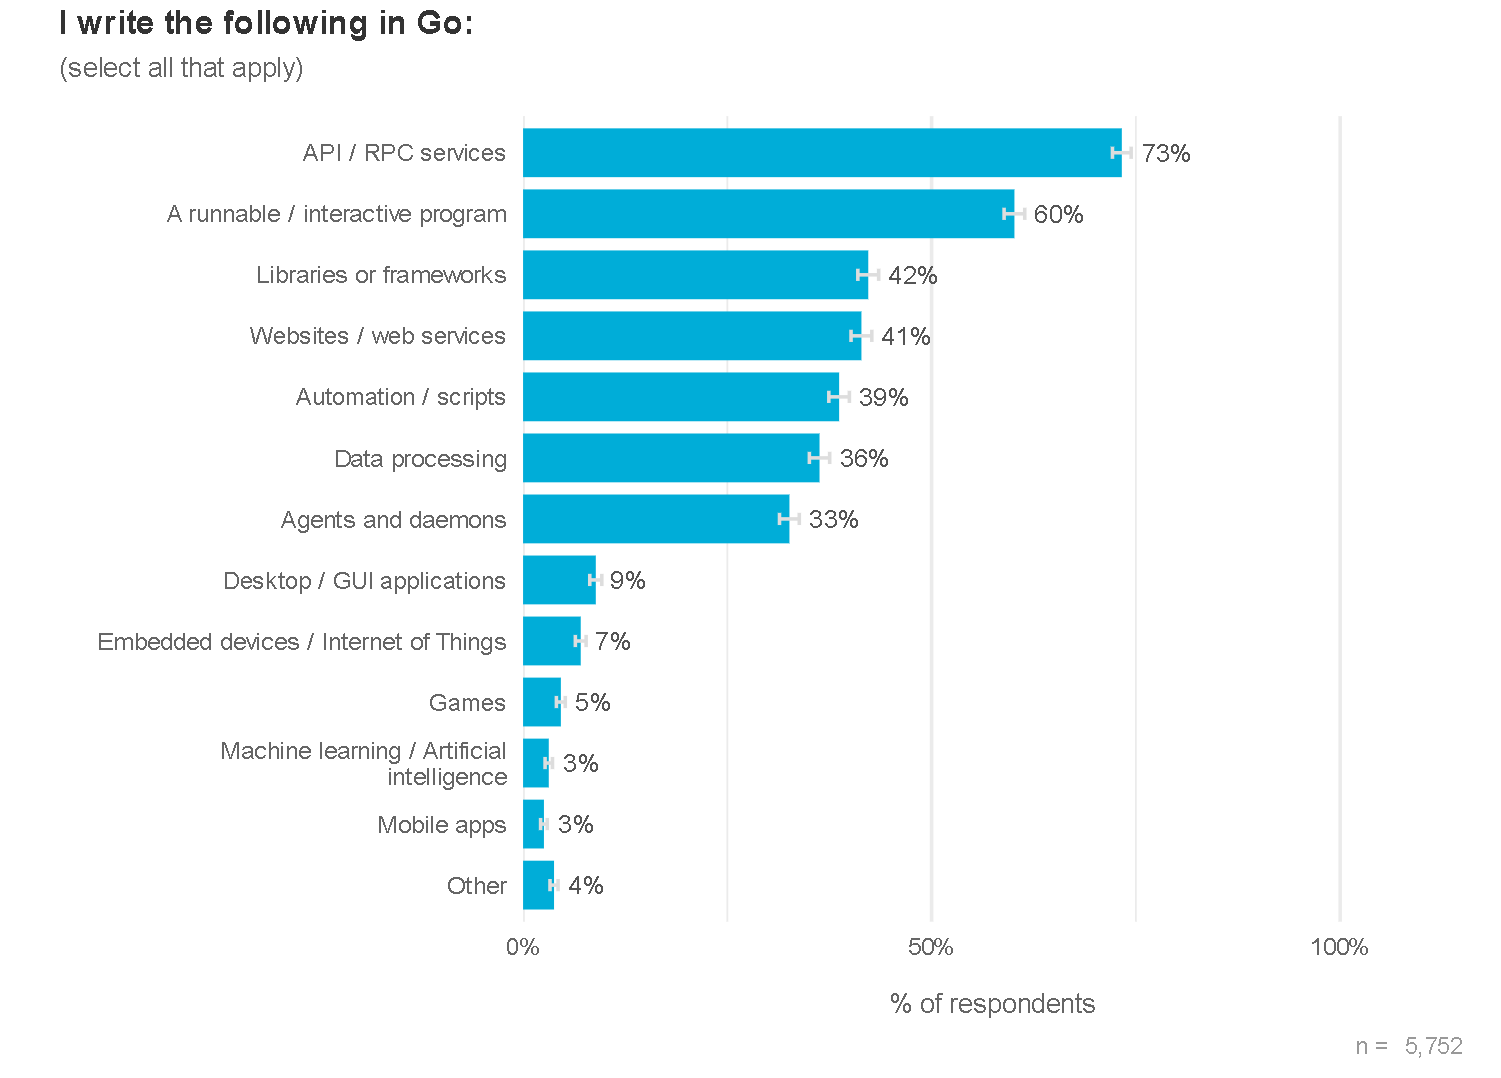 I write the following in Go:
(select all that apply)
API / RPC services 73%
A runnable / interactive program 60%
Libraries or frameworks 42%
Websites / web services 41%
Automation / scripts 39%
Data processing 36%
Agents and daemons 33%
Desktop / GUI applications 9%
Embedded devices / Internet of Things 7%
Games 5%
Machine learning / Artificial
intelligence 3%
Mobile apps 3%
Other 4%
0% 50% 100%
% of respondents
n = 5,752